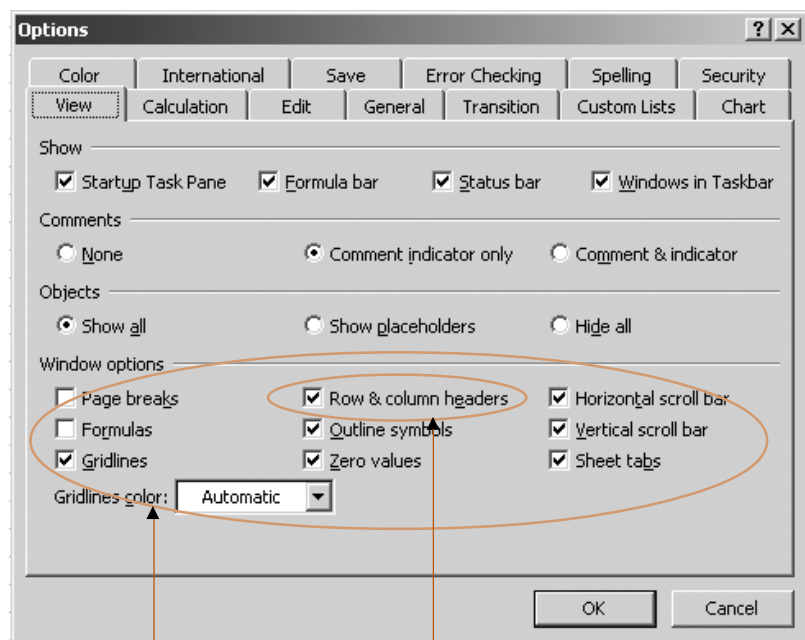 Options
Color International Save Error Checking Spelling Security
View Calculation Edit General Transition Custom Lists Chart
Show
Startup Task Pane Formula bar Status bar Windows in Taskbar
Comments
None Comment indicator only Comment & indicator
Objects
Show all Show placeholders Hide all
Window options
Page breaks Row & column headers Horizontal scroll bar
Formulas Outline symbols Vertical scroll bar
Gridlines Zero values Sheet tabs
Gridlines color: Automatic
OK Cancel